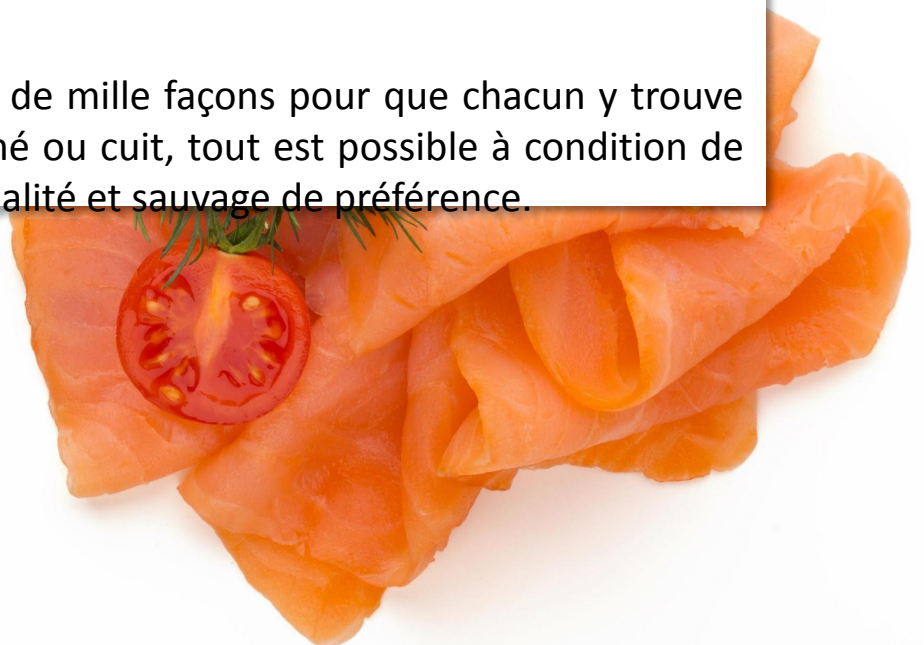 de mille façons pour que chacun y trouve
né ou cuit, tout est possible à condition de
alité et sauvage de préférence.